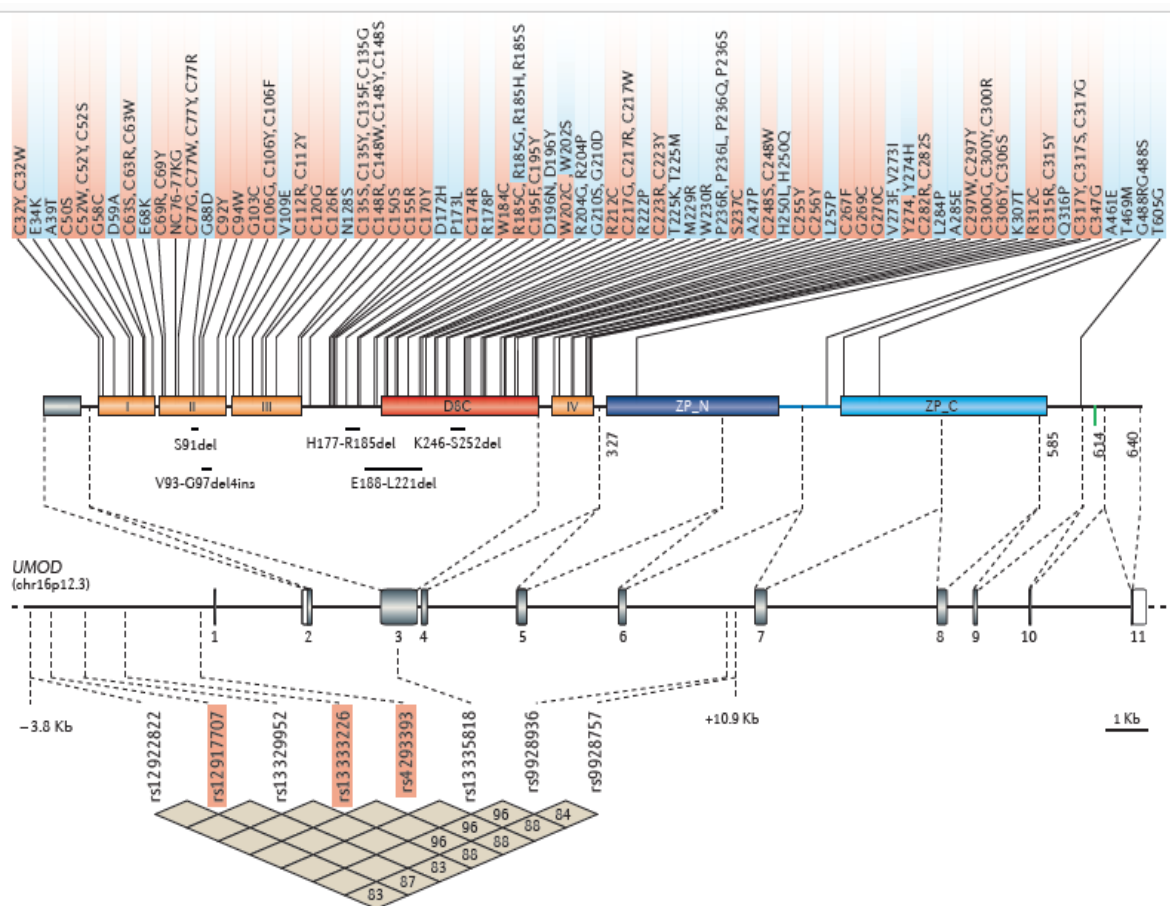 C32Y, C32W
E34K
A39T
C50S
C52W, C52Y, C52S
G58C
D59A
C63S, C63R, C63W
E68K
C69R, C69Y
NC 76-77KG
C77G, C77W, C77Y, C77R
G88D
C92Y
C94W
G103C
C106G, C106Y, C106F
V109E
C112R, C112Y
C120G
C126R
N128S
C135S, C135Y, C135F, C135G
C148R, C148W, C148Y, C148S
C150S
C155R
C170Y
D172H
P173L
C174R
R178P
W184C
R185C, R185G, R185H, R185S
C195F, C195Y
D196N, D196Y
W202C, W202S
R204G, R204P
G210S, G210D
R212C
C217G, C217R, C217W
R222P
C223R, C223Y
T225K, T225M
M229R
W230R
P236R, P236L, P236Q, P236S
S237C
A247P
C248S, C248W
H250L, H250Q
C255Y
C256Y
L257P
C267F
G269C
G270C
V273F, V273I
Y274, Y274H
C282R, C282S
L284P
A285E
C297W, C297Y
C300G, C300Y, C300R
C306Y, C306S
K307T
R312C
C315R, C315Y
Q316P
C317Y, C317S, C317G
C347G
A461E
T469M
G488R G488S
T605G
I
II
III
D8C
IV
ZP_N
ZP_C
S91del
V93-G97del4ins
H177-R185del
K246-S252del
E188-L221del
327
585
614
640
UMOD
(chr16p12.3)
1
2
3
4
5
6
7
8
9
10
11
−3.8 Kb
+10.9 Kb
1 Kb
rs12922822
rs12917707
rs13329952
rs13333226
rs4293393
rs13335818
rs9928936
rs9928757
96
84
96
88
96
88
88
83
87
83